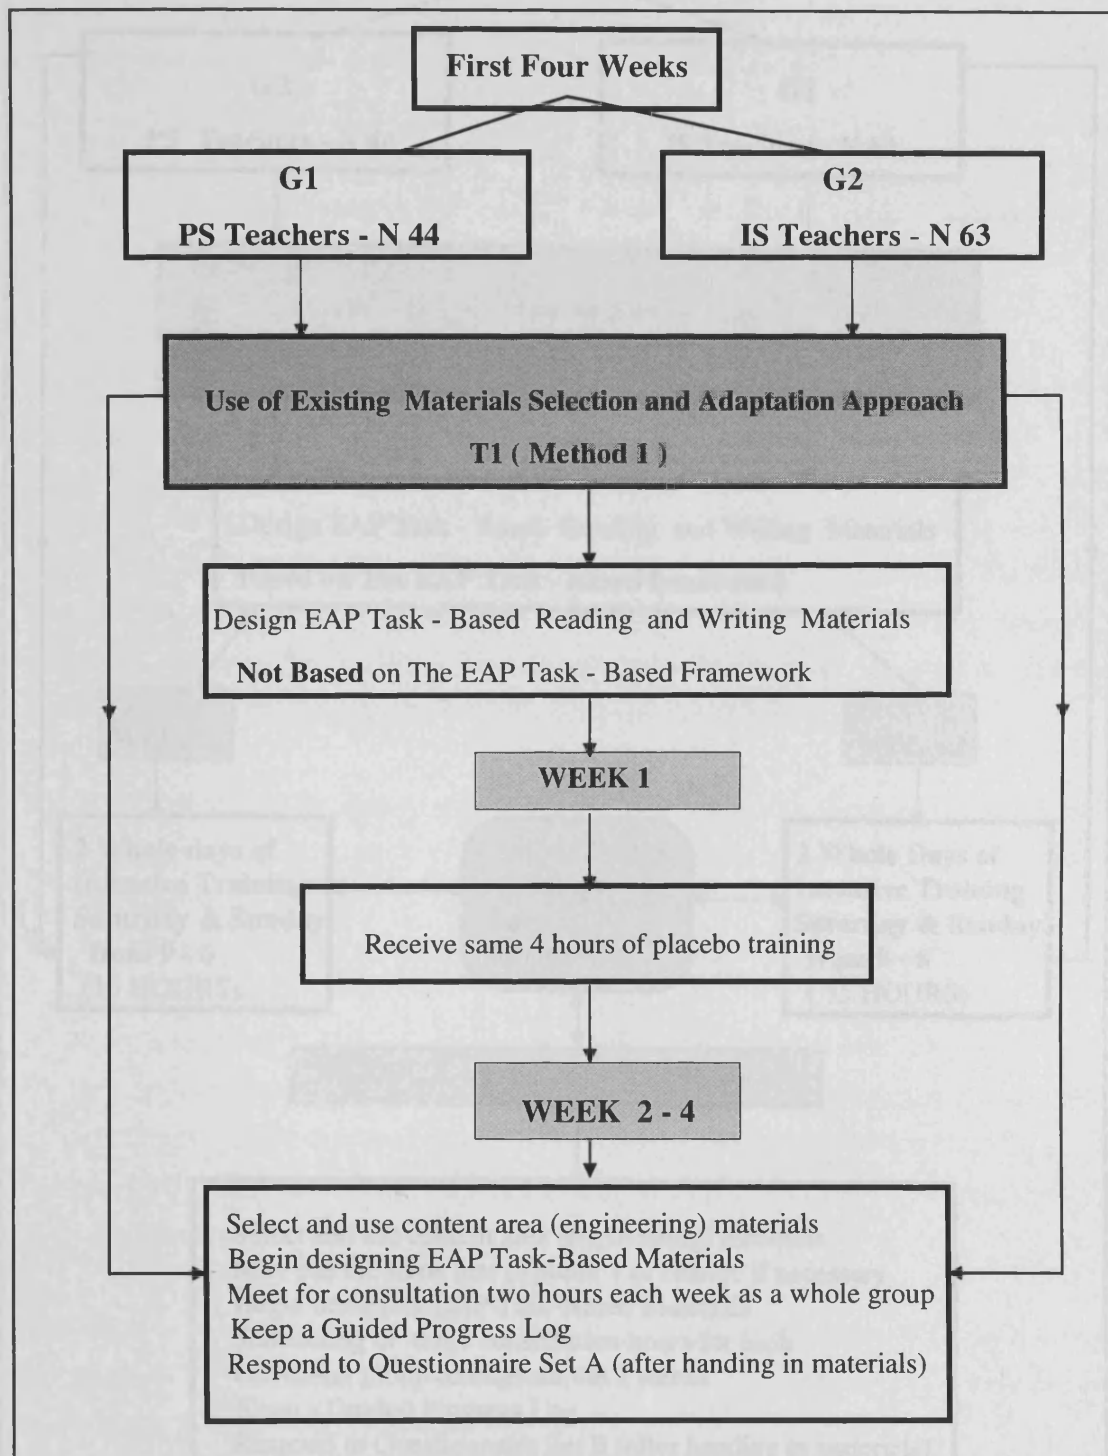 First Four Weeks
G1
PS Teachers - N 44
G2
IS Teachers - N 63
Use of Existing Materials Selection and Adaptation Approach
T1 ( Method 1 )
Design EAP Task - Based Reading and Writing Materials
Not Based on The EAP Task - Based Framework
WEEK 1
Receive same 4 hours of placebo training
WEEK 2 - 4
Select and use content area (engineering) materials
Begin designing EAP Task-Based Materials
Meet for consultation two hours each week as a whole group
Keep a Guided Progress Log
Respond to Questionnaire Set A (after handing in materials)